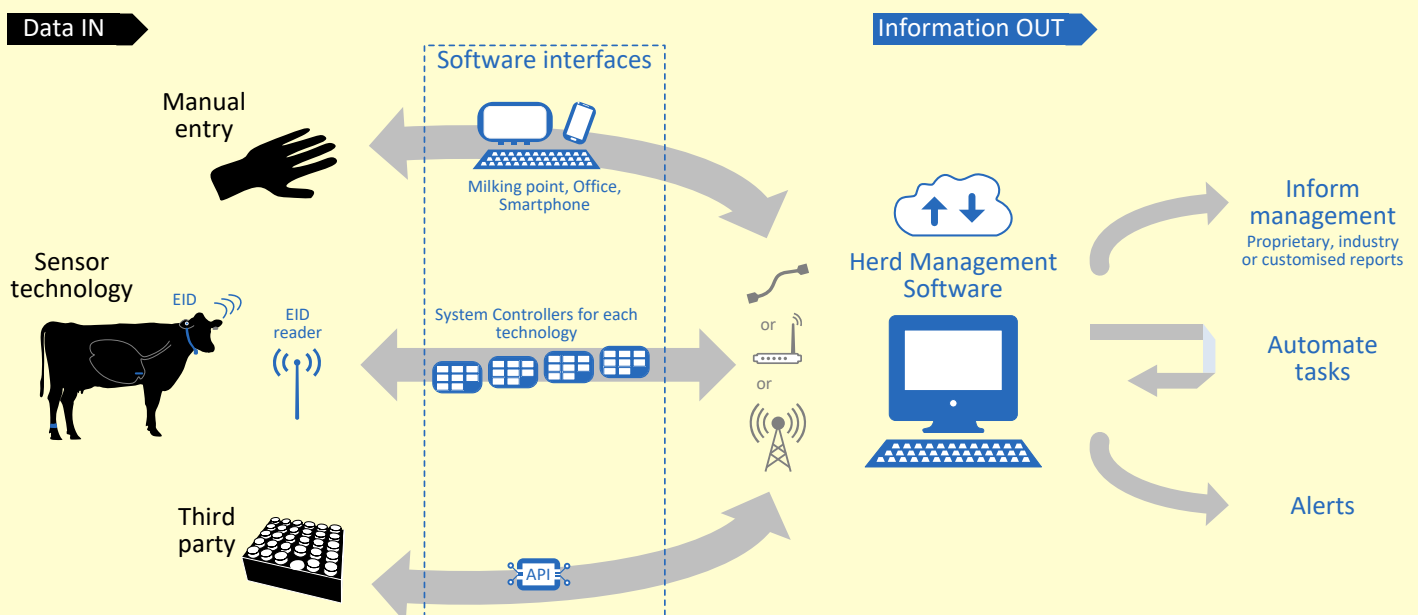 Data IN
Information OUT
Software interfaces
Manual
entry
Milking point, Office,
Smartphone
Sensor
technology
EID
EID
reader
System Controllers for each
technology
or
or
Herd Management
Software
Inform
management
Proprietary, industry
or customised reports
Automate
tasks
Alerts
Third
party
API